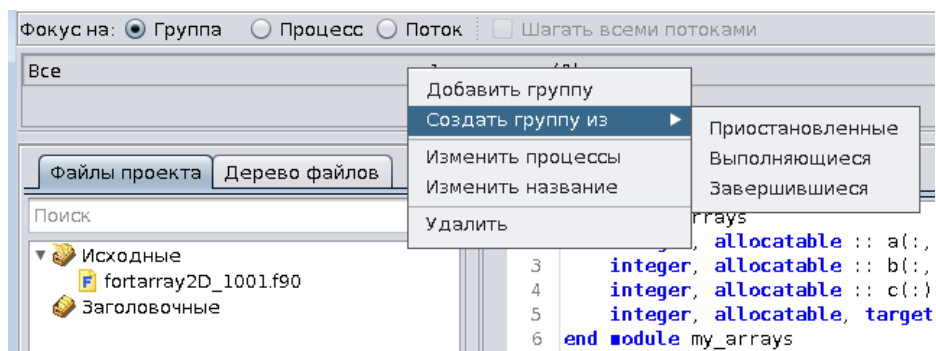 Фокус на: Группа Процесс Поток Шагать всеми потоками
Все
Добавить группу
Создать группу из
Приостановленные
Изменить процессы
Выполняющиеся
Изменить название
Завершившиеся
Удалить
Файлы проекта Дерево файлов
Поиск
Исходные
fortarray2D_1001.f90
Заголовочные
, allocatable :: a(:,
3 integer, allocatable :: b(:,
4 integer, allocatable :: c(:)
5 integer, allocatable, target
6 end module my_arrays